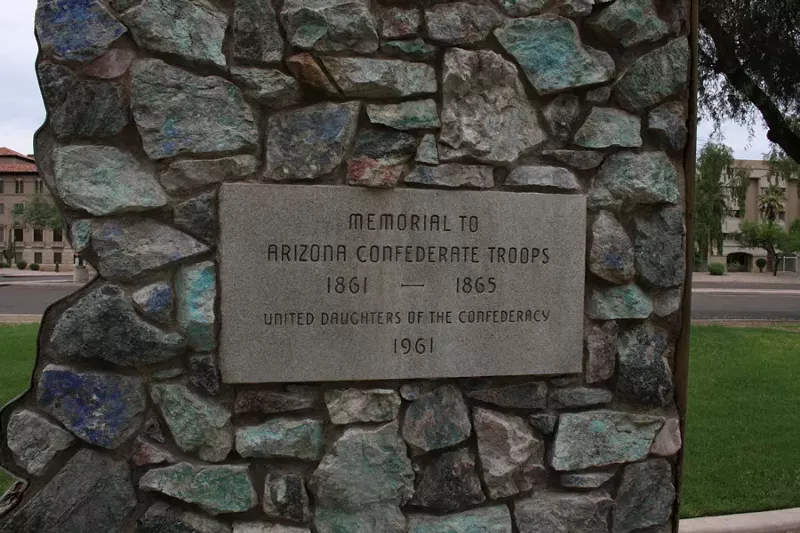 MEMORIAL TO
ARIZONA CONFEDERATE TROOPS
1861 — 1865
UNITED DAUGHTERS OF THE CONFEDERACY
1961